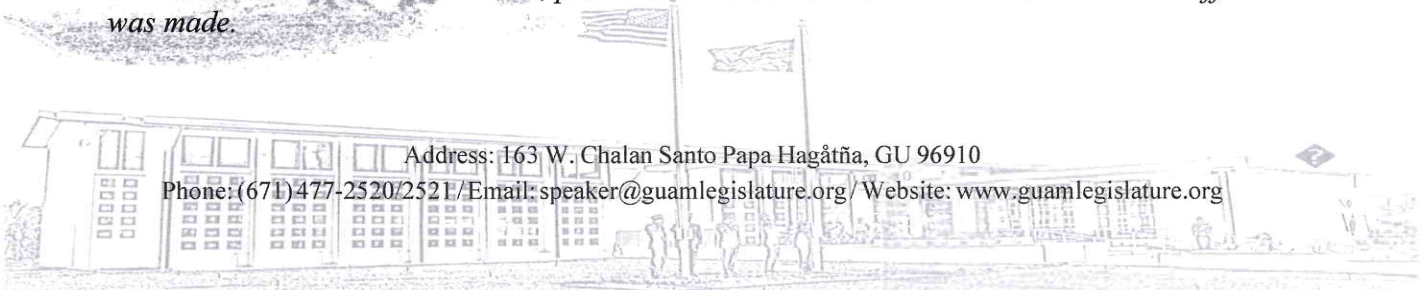 was made.
Address: 163 W. Chalan Santo Papa Hagåtña, GU 96910
Phone: (671)477-2520/2521 / Email: speaker@guamlegislature.org / Website: www.guamlegislature.org